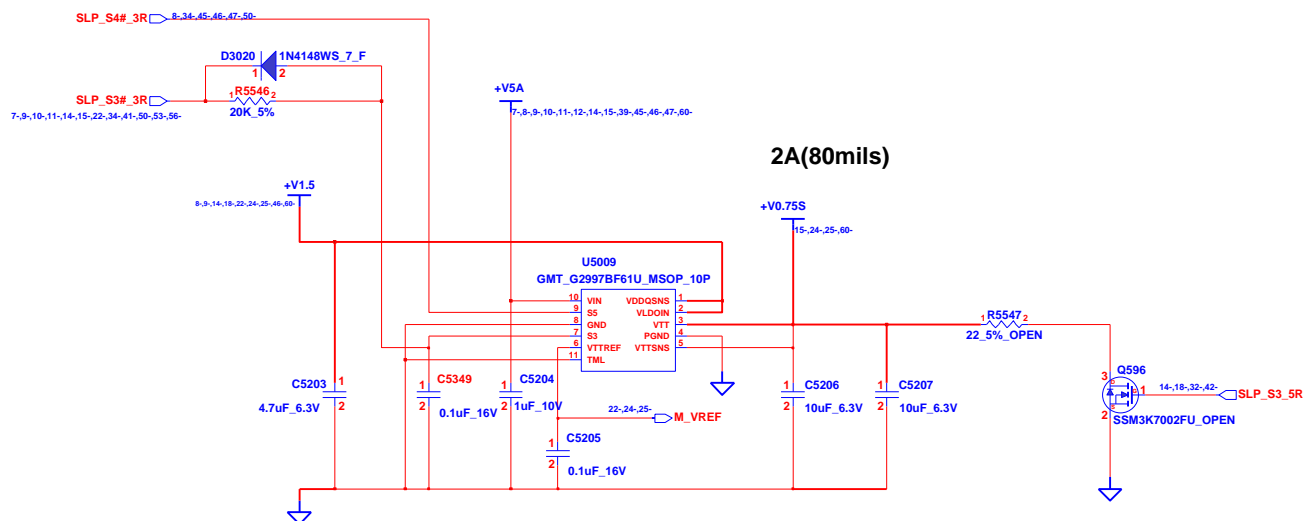 SLP_S4#_3R
8-,34-,45-,46-,47-,50-
D3020
1N4148WS_7_F
1
2
SLP_S3#_3R
1
R5546
2
20K_5%
7-,9-,10-,11-,14-,15-,22-,34-,41-,50-,53-,56-
+V5A
7-,8-,9-,10-,11-,12-,14-,15-,39-,45-,46-,47-,60-
2A(80mils)
+V1.5
8-,9-,14-,18-,22-,24-,25-,46-,60-
+V0.75S
15-,24-,25-,60-
U5009
GMT_G2997BF61U_MSOP_10P
10 VIN VDDQSNS 1
9 S5 VLDOIN 2
8 GND VTT 3
7 S3 PGND 4
6 VTTREF VTTSNS 5
11 TML
1
R5547
2
22_5%_OPEN
C5203
1
2
4.7uF_6.3V
1
C5349
2
0.1uF_16V
1
C5204
2
1uF_10V
22-,24-,25-
M_VREF
C5205
1
2
0.1uF_16V
1
C5206
2
10uF_6.3V
1
C5207
2
10uF_6.3V
Q596
3
D
G
S
1
2
SSM3K7002FU_OPEN
14-,18-,32-,42-
SLP_S3_5R